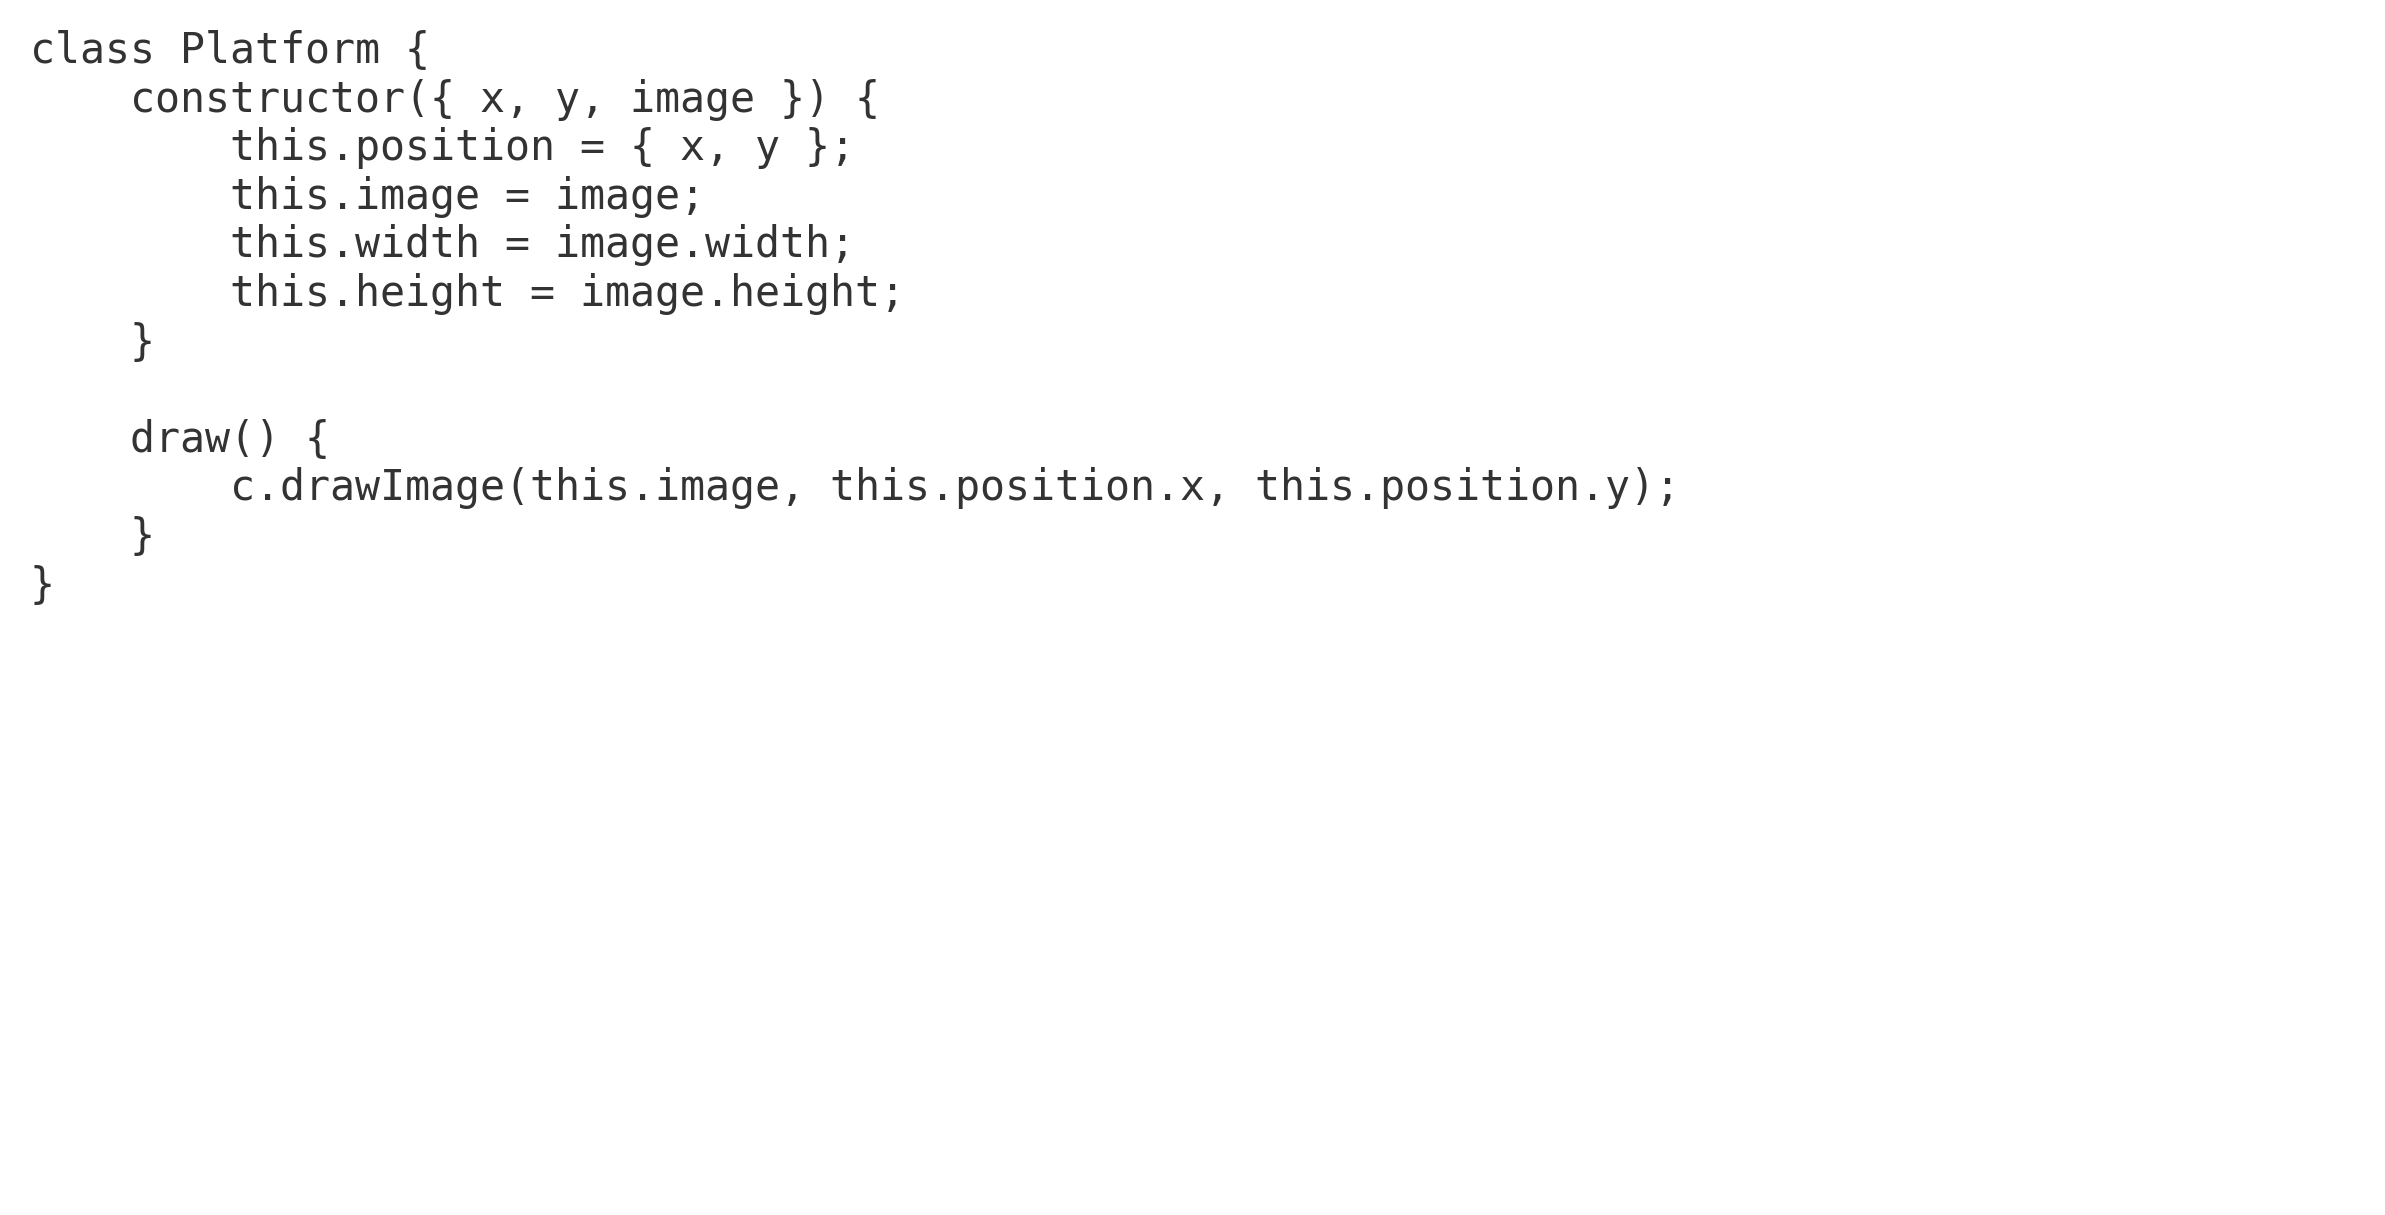 class Platform {
    constructor({ x, y, image }) {
        this.position = { x, y };
        this.image = image;
        this.width = image.width;
        this.height = image.height;
    }

    draw() {
        c.drawImage(this.image, this.position.x, this.position.y);
    }
}